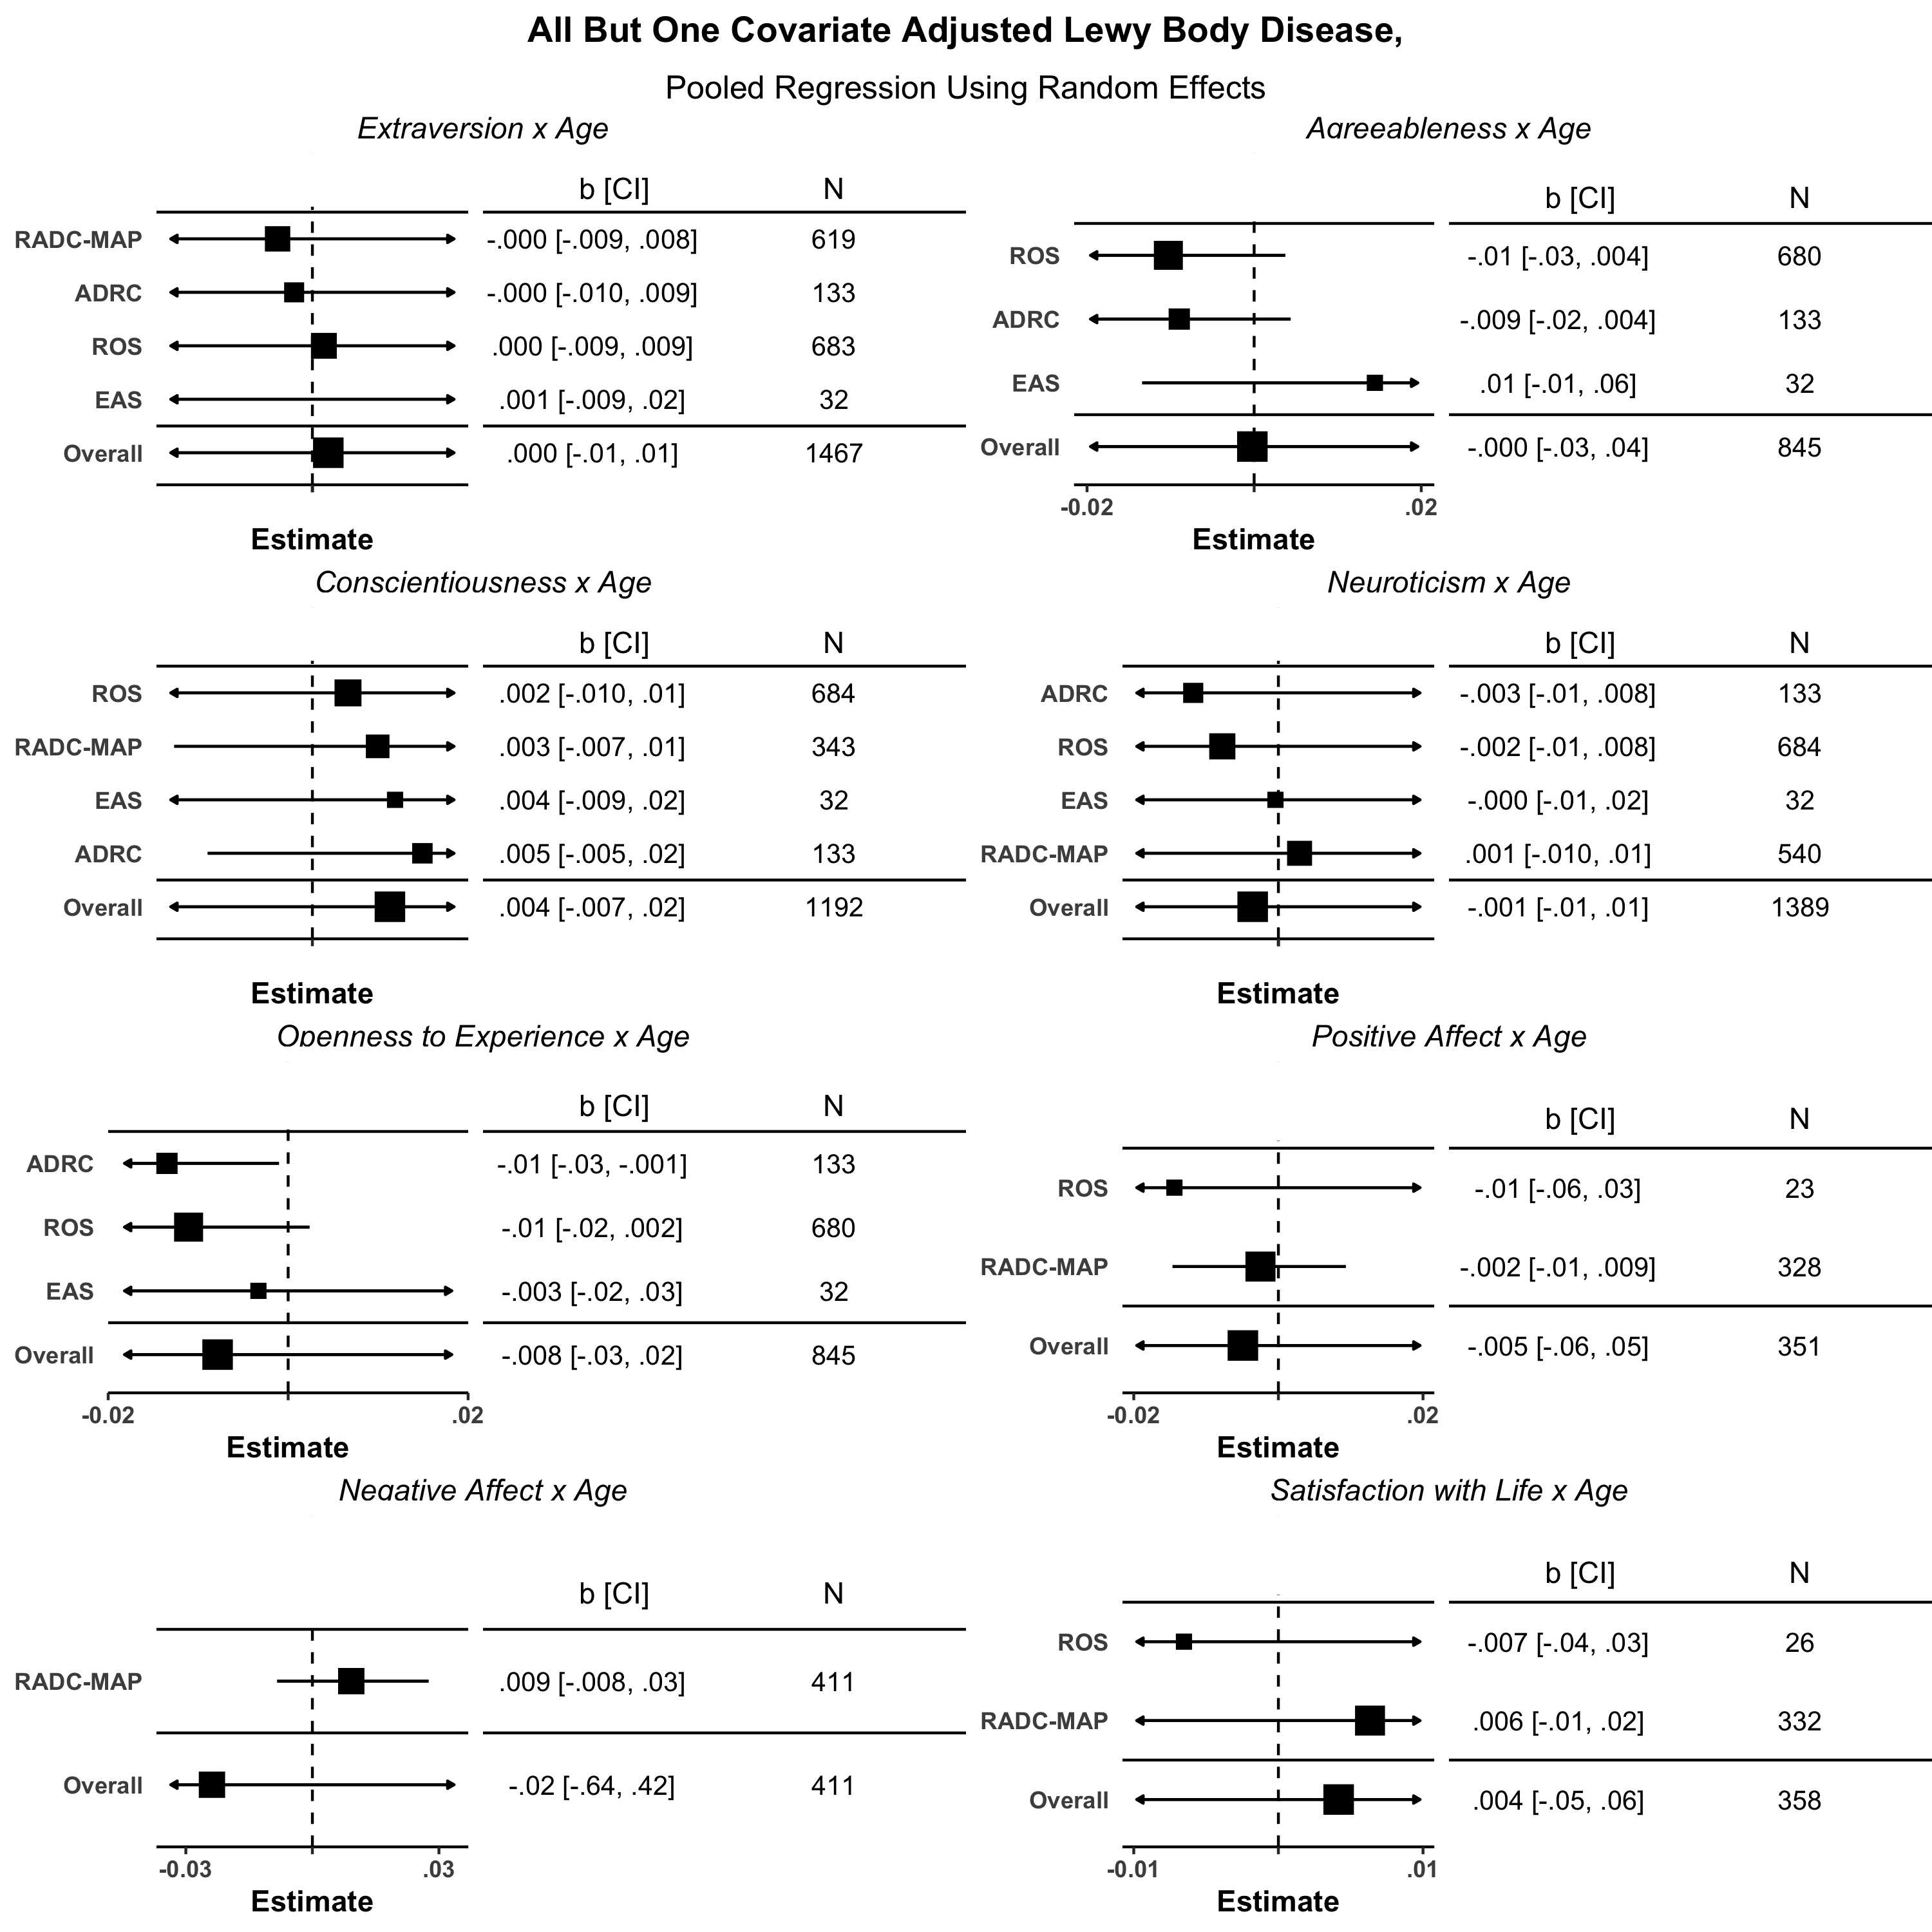 All But One Covariate Adjusted Lewy Body Disease,
Pooled Regression Using Random Effects
Extraversion x Age
b [CI] N
RADC-MAP -.000 [-.009, .008] 619
ADRC -.000 [-.010, .009] 133
ROS .000 [-.009, .009] 683
EAS .001 [-.009, .02] 32
Overall .000 [-.01, .01] 1467
Estimate
Agreeableness x Age
b [CI] N
ROS -.01 [-.03, .004] 680
ADRC -.009 [-.02, .004] 133
EAS .01 [-.01, .06] 32
Overall -.000 [-.03, .04] 845
-0.02 .02
Estimate
Conscientiousness x Age
b [CI] N
ROS .002 [-.010, .01] 684
RADC-MAP .003 [-.007, .01] 343
EAS .004 [-.009, .02] 32
ADRC .005 [-.005, .02] 133
Overall .004 [-.007, .02] 1192
Estimate
Neuroticism x Age
b [CI] N
ADRC -.003 [-.01, .008] 133
ROS -.002 [-.01, .008] 684
EAS -.000 [-.01, .02] 32
RADC-MAP .001 [-.010, .01] 540
Overall -.001 [-.01, .01] 1389
Estimate
Openness to Experience x Age
b [CI] N
ADRC -.01 [-.03, -.001] 133
ROS -.01 [-.02, .002] 680
EAS -.003 [-.02, .03] 32
Overall -.008 [-.03, .02] 845
-0.02 .02
Estimate
Positive Affect x Age
b [CI] N
ROS -.01 [-.06, .03] 23
RADC-MAP -.002 [-.01, .009] 328
Overall -.005 [-.06, .05] 351
-0.02 .02
Estimate
Negative Affect x Age
b [CI] N
RADC-MAP .009 [-.008, .03] 411
Overall -.02 [-.64, .42] 411
-0.03 .03
Estimate
Satisfaction with Life x Age
b [CI] N
ROS -.007 [-.04, .03] 26
RADC-MAP .006 [-.01, .02] 332
Overall .004 [-.05, .06] 358
-0.01 .01
Estimate